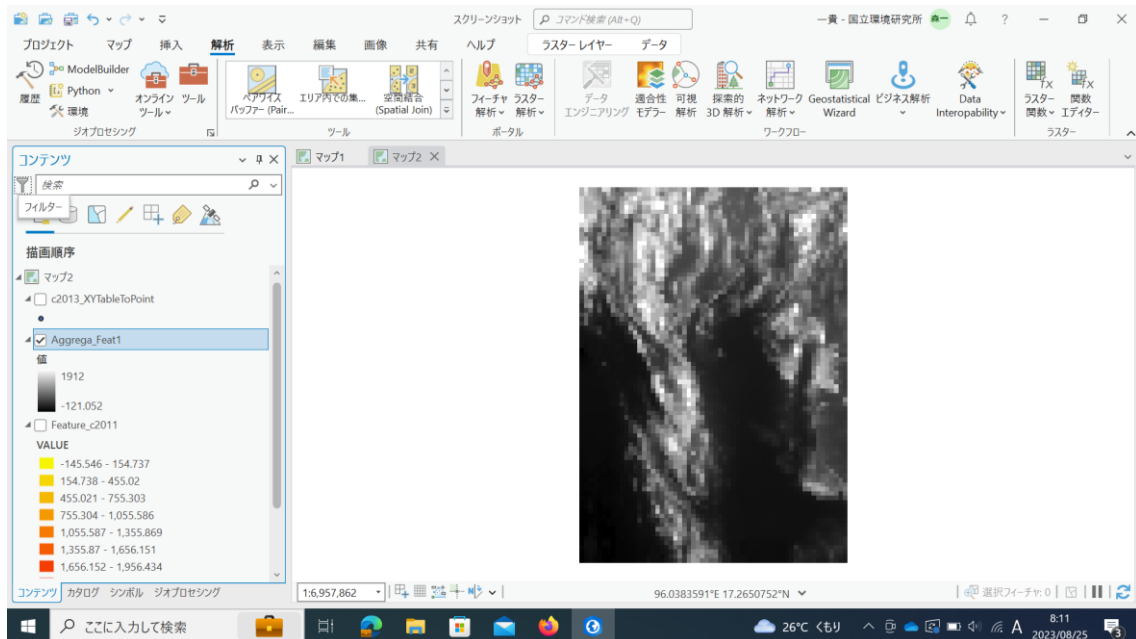 スクリーンショット
コマンド検索 (Alt+Q)
一貴 - 国立環境研究所
森一
?
プロジェクト マップ 挿入 解析 表示 編集 画像 共有 ヘルプ ラスター レイヤー データ
履歴
ModelBuilder
Python
環境
オンライン ツール
ツール
ジオプロセシング
ペアワイズ バッファー (Pair...
エリア内での集...
空間結合 (Spatial Join)
ツール
フィーチャ 解析
ラスター 解析
ポータル
データ エンジニアリング
適合性 モデラー
可視 解析
探索的 3D 解析
ネットワーク 解析
Geostatistical Wizard
ビジネス解析
Data Interopability
ワークフロー
ラスター 関数
関数 エディター
ラスター
コンテンツ
検索
フィルター
描画順序
マップ2
c2013_XYTableToPoint
Aggrega_Feat1
値
1912
-121.052
Feature_c2011
VALUE
-145.546 - 154.737
154.738 - 455.02
455.021 - 755.303
755.304 - 1,055.586
1,055.587 - 1,355.869
1,355.87 - 1,656.151
1,656.152 - 1,956.434
コンテンツ カタログ シンボル ジオプロセシング
マップ1 マップ2
1:6,957,862
96.0383591°E 17.2650752°N
選択フィーチャ: 0
ここに入力して検索
26°C くもり
A
8:11
2023/08/25
3